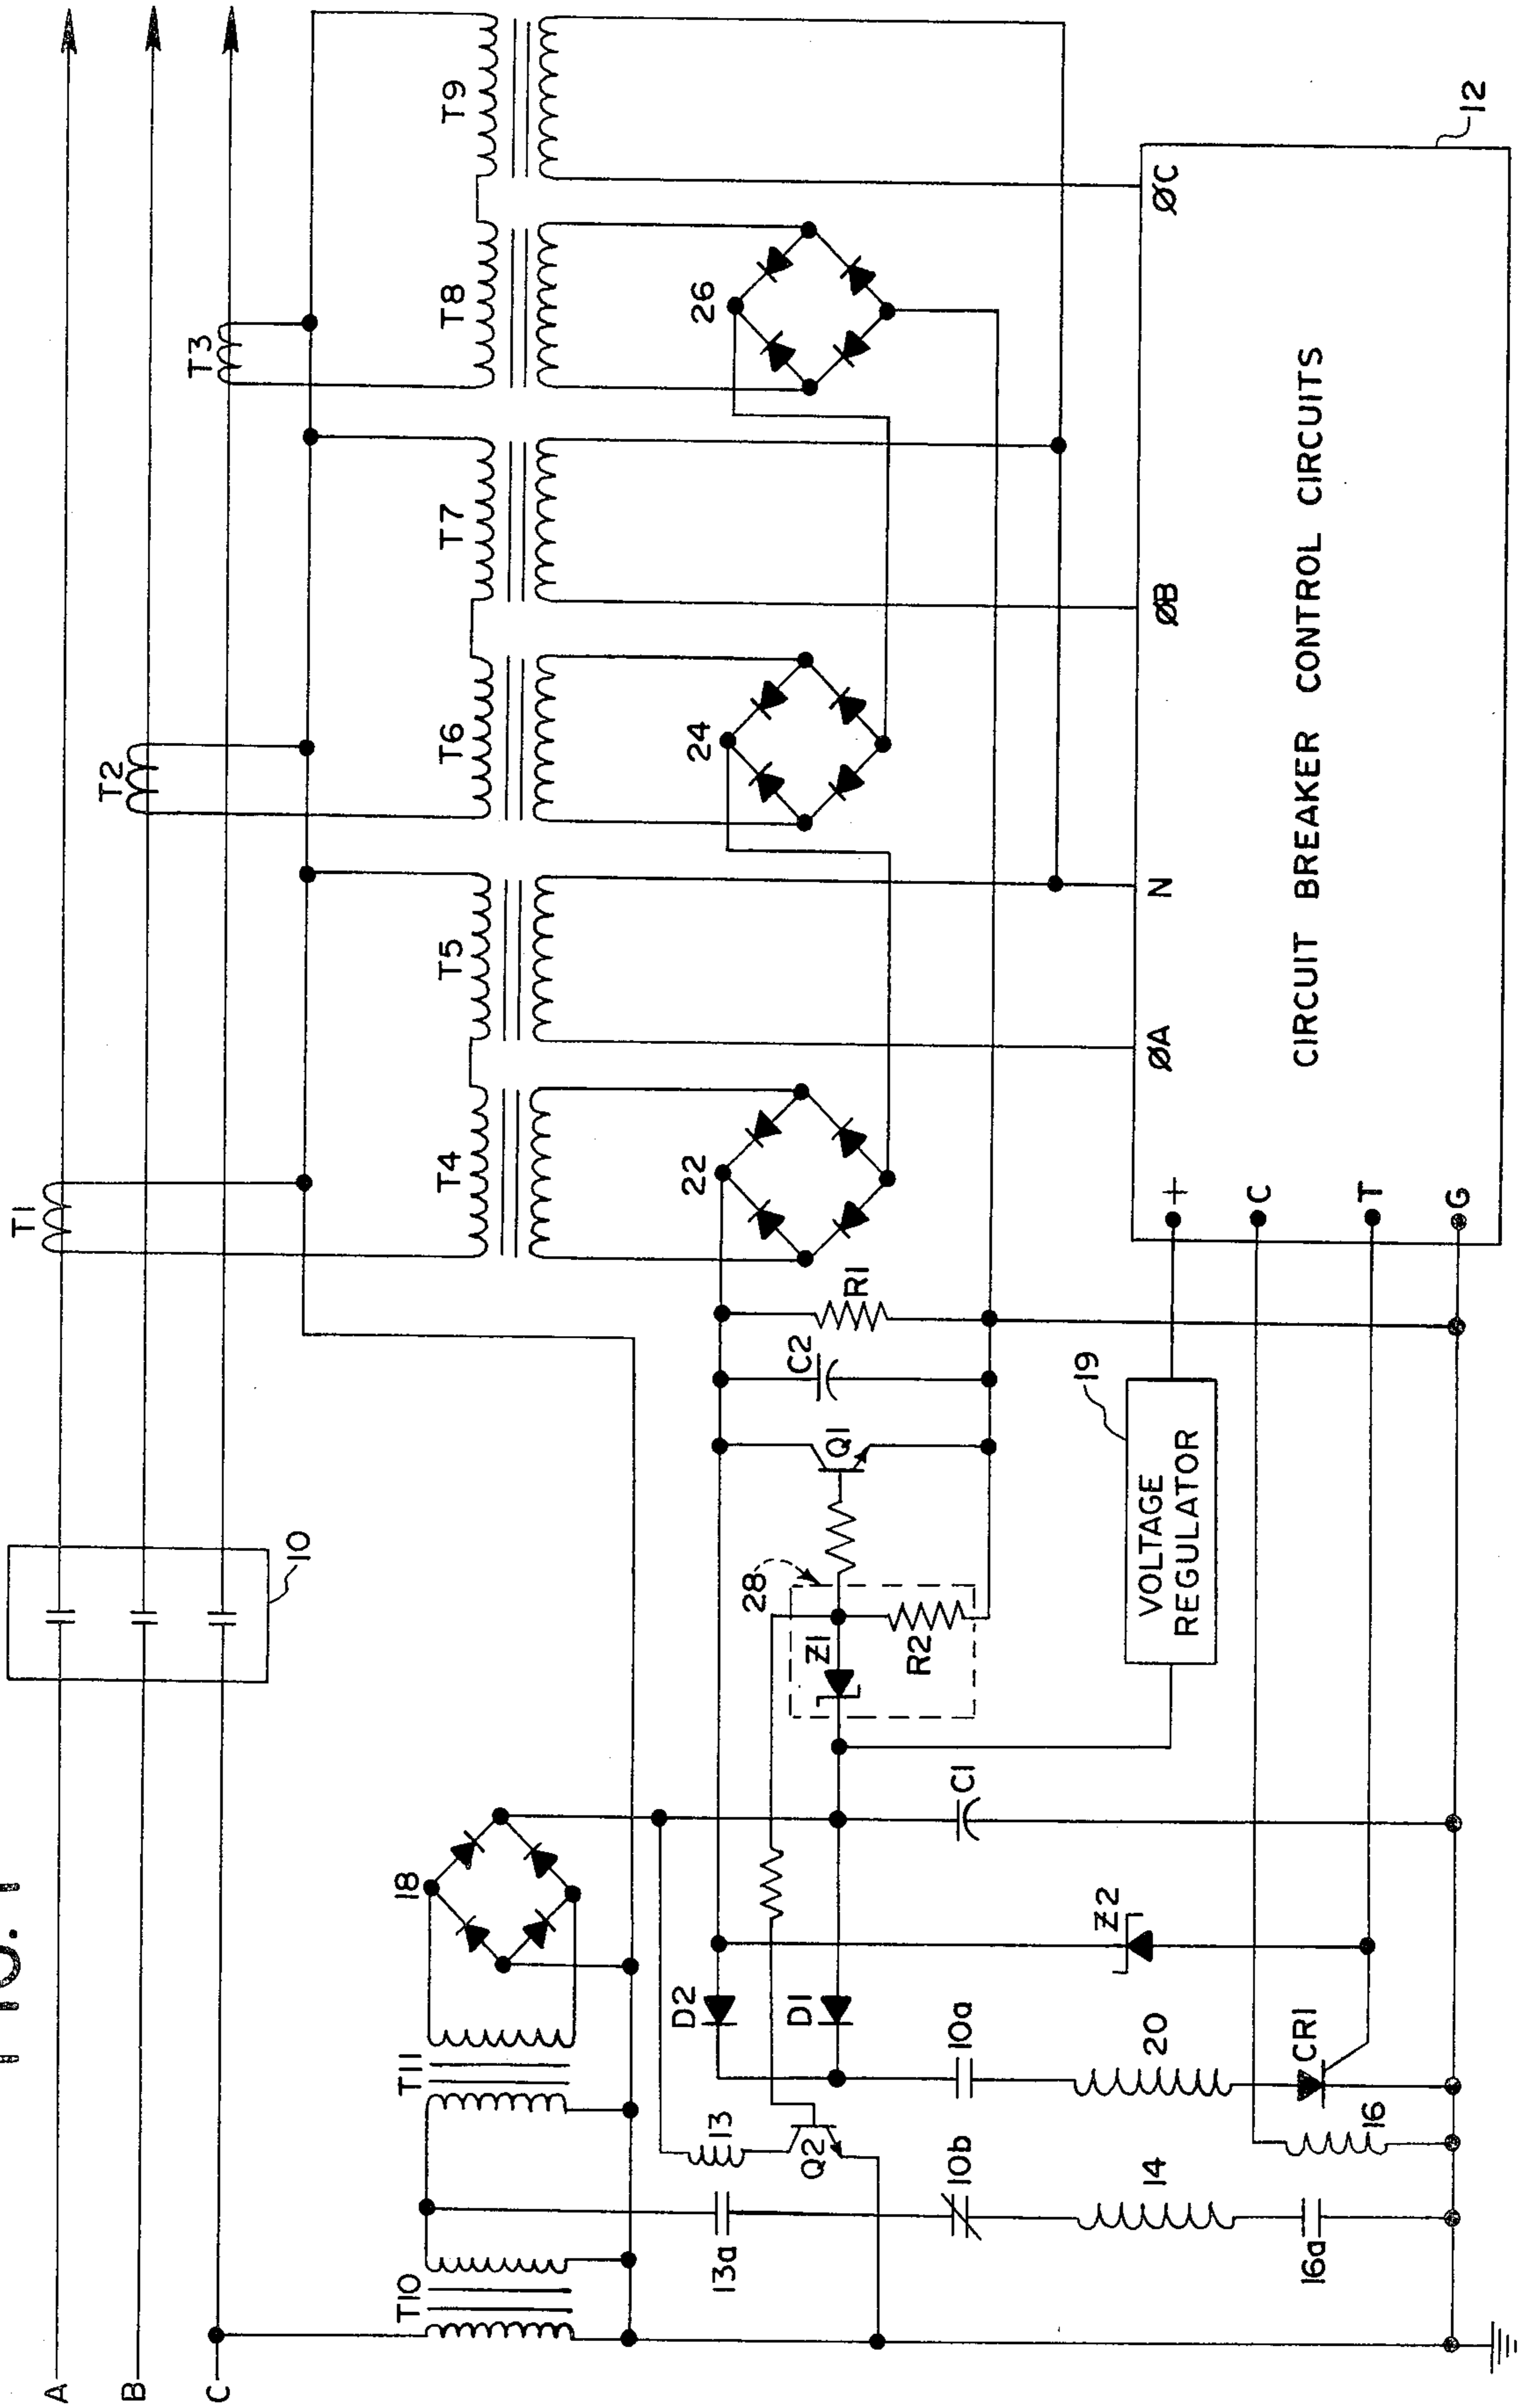 FIG. 1
A
B
C
10
T1
T2
T3
T10
T11
18
T4
T5
T6
T7
T8
T9
22
24
26
13a
13
Q2
D2
D1
10b
10a
14
20
16a
16
CR1
Z2
C1
28
Z1
R2
Q1
C2
R1
19
VOLTAGE
REGULATOR
+
C
T
G
ØA
N
ØB
ØC
CIRCUIT BREAKER CONTROL CIRCUITS
12